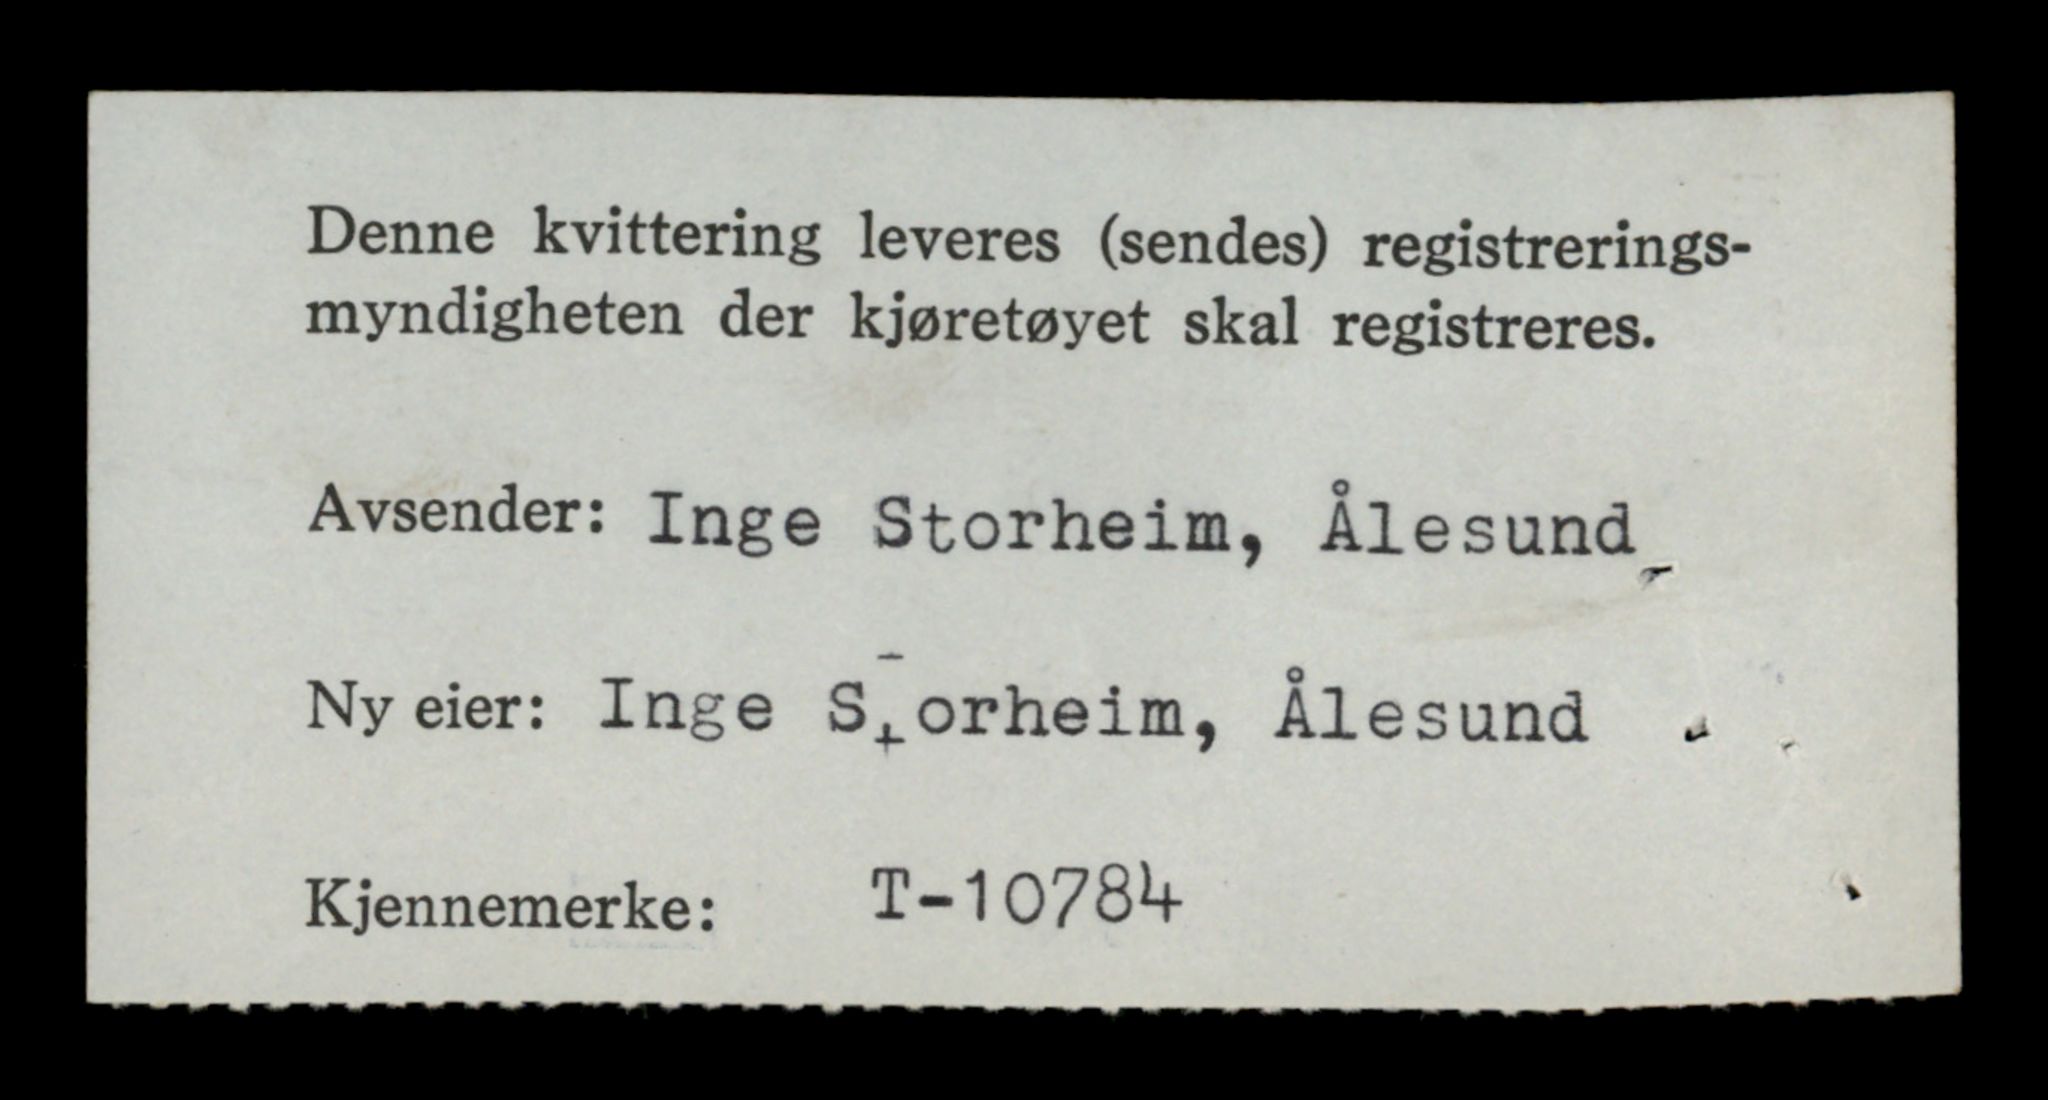 Denne kvittering leveres (sendes) registrerings-
myndigheten der kjøretøyet skal registreres.
Avsender: Inge Storheim, Ålesund
Ny eier: Inge Storheim, Ålesund
Kjennemerke: T-10784